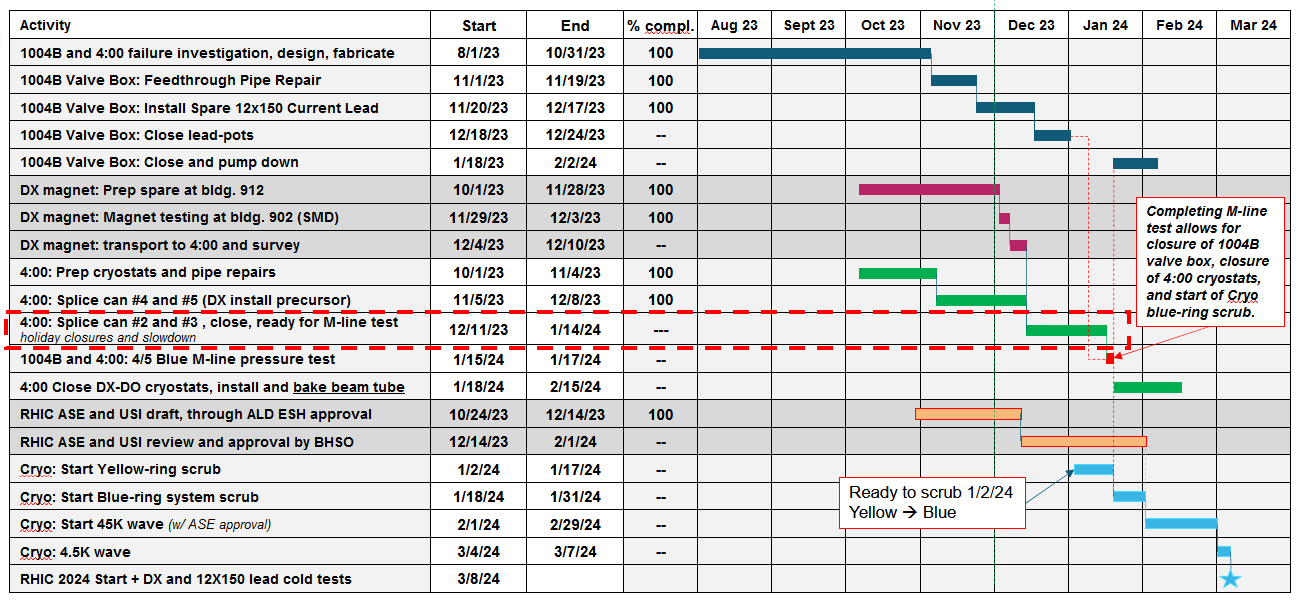 Activity Start End % compl. Aug 23 Sept 23 Oct 23 Nov 23 Dec 23 Jan 24 Feb 24 Mar 24
1004B and 4:00 failure investigation, design, fabricate 8/1/23 10/31/23 100
1004B Valve Box: Feedthrough Pipe Repair 11/1/23 11/19/23 100
1004B Valve Box: Install Spare 12x150 Current Lead 11/20/23 12/17/23 100
1004B Valve Box: Close lead-pots 12/18/23 12/24/23 --
1004B Valve Box: Close and pump down 1/18/23 2/2/24 --
DX magnet: Prep spare at bldg. 912 10/1/23 11/28/23 100
DX magnet: Magnet testing at bldg. 902 (SMD) 11/29/23 12/3/23 100
DX magnet: transport to 4:00 and survey 12/4/23 12/10/23 --
4:00: Prep cryostats and pipe repairs 10/1/23 11/4/23 100
4:00: Splice can #4 and #5 (DX install precursor) 11/5/23 12/8/23 100
4:00: Splice can #2 and #3 , close, ready for M-line test 12/11/23 1/14/24 ---
holiday closures and slowdown
1004B and 4:00: 4/5 Blue M-line pressure test 1/15/24 1/17/24 --
4:00 Close DX-DO cryostats, install and bake beam tube 1/18/24 2/15/24 --
RHIC ASE and USI draft, through ALD ESH approval 10/24/23 12/14/23 100
RHIC ASE and USI review and approval by BHSO 12/14/23 2/1/24 --
Cryo: Start Yellow-ring scrub 1/2/24 1/17/24 --
Cryo: Start Blue-ring system scrub 1/18/24 1/31/24 --
Cryo: Start 45K wave (w/ ASE approval) 2/1/24 2/29/24 --
Cryo: 4.5K wave 3/4/24 3/7/24 --
RHIC 2024 Start + DX and 12X150 lead cold tests 3/8/24
Completing M-line
test allows for
closure of 1004B
valve box, closure
of 4:00 cryostats,
and start of Cryo
blue-ring scrub.
Ready to scrub 1/2/24
Yellow → Blue